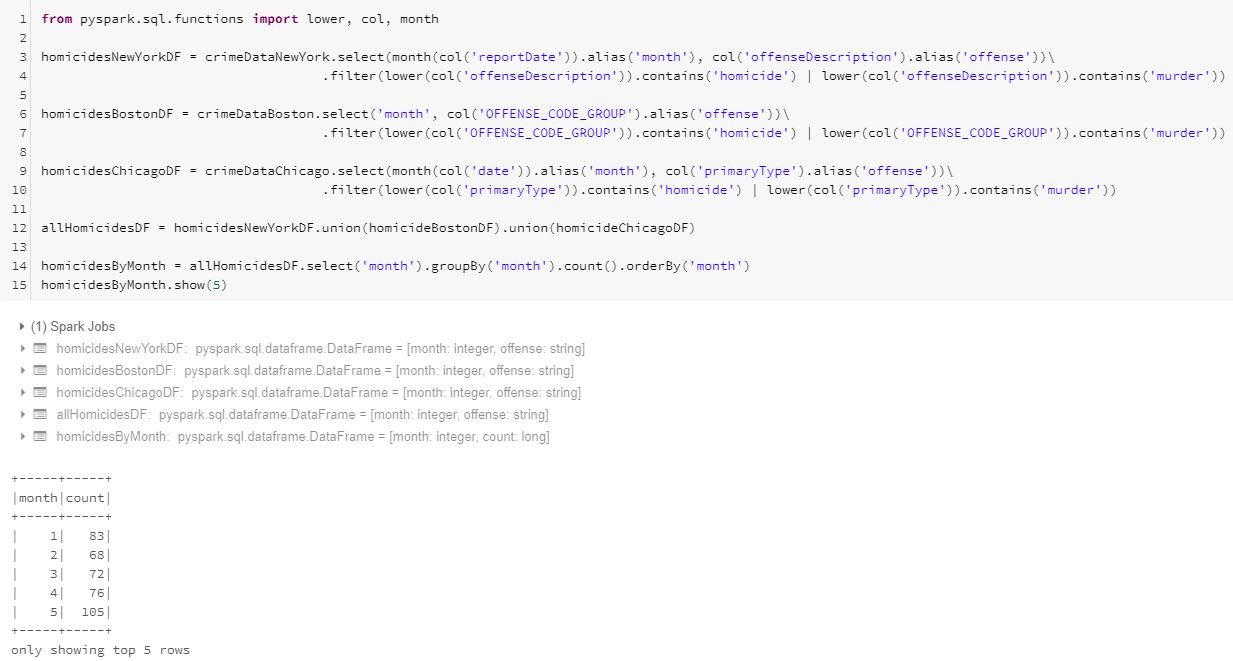 1 from pyspark.sql.functions import lower, col, month
2
3 homicidesNewYorkDF = crimeDataNewYork.select(month(col('reportDate')).alias('month'), col('offenseDescription').alias('offense'))\
4 .filter(lower(col('offenseDescription')).contains('homicide') | lower(col('offenseDescription')).contains('murder'))
5
6 homicidesBostonDF = crimeDataBoston.select('month', col('OFFENSE_CODE_GROUP').alias('offense'))\
7 .filter(lower(col('OFFENSE_CODE_GROUP')).contains('homicide') | lower(col('OFFENSE_CODE_GROUP')).contains('murder'))
8
9 homicidesChicagoDF = crimeDataChicago.select(month(col('date')).alias('month'), col('primaryType').alias('offense'))\
10 .filter(lower(col('primaryType')).contains('homicide') | lower(col('primaryType')).contains('murder'))
11
12 allHomicidesDF = homicidesNewYorkDF.union(homicideBostonDF).union(homicideChicagoDF)
13
14 homicidesByMonth = allHomicidesDF.select('month').groupBy('month').count().orderBy('month')
15 homicidesByMonth.show(5)
(1) Spark Jobs
homicidesNewYorkDF: pyspark.sql.dataframe.DataFrame = [month: integer, offense: string]
homicidesBostonDF: pyspark.sql.dataframe.DataFrame = [month: integer, offense: string]
homicidesChicagoDF: pyspark.sql.dataframe.DataFrame = [month: integer, offense: string]
allHomicidesDF: pyspark.sql.dataframe.DataFrame = [month: integer, offense: string]
homicidesByMonth: pyspark.sql.dataframe.DataFrame = [month: integer, count: long]
+-----+-----+
|month|count|
+-----+-----+
|    1|   83|
|    2|   68|
|    3|   72|
|    4|   76|
|    5|  105|
+-----+-----+
only showing top 5 rows